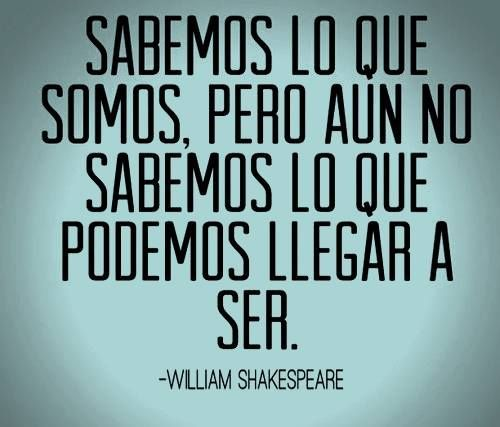 SABEMOS LO QUE
SOMOS, PERO AÚN NO
SABEMOS LO QUE
PODEMOS LLEGAR A
SER.
-WILLIAM SHAKESPEARE